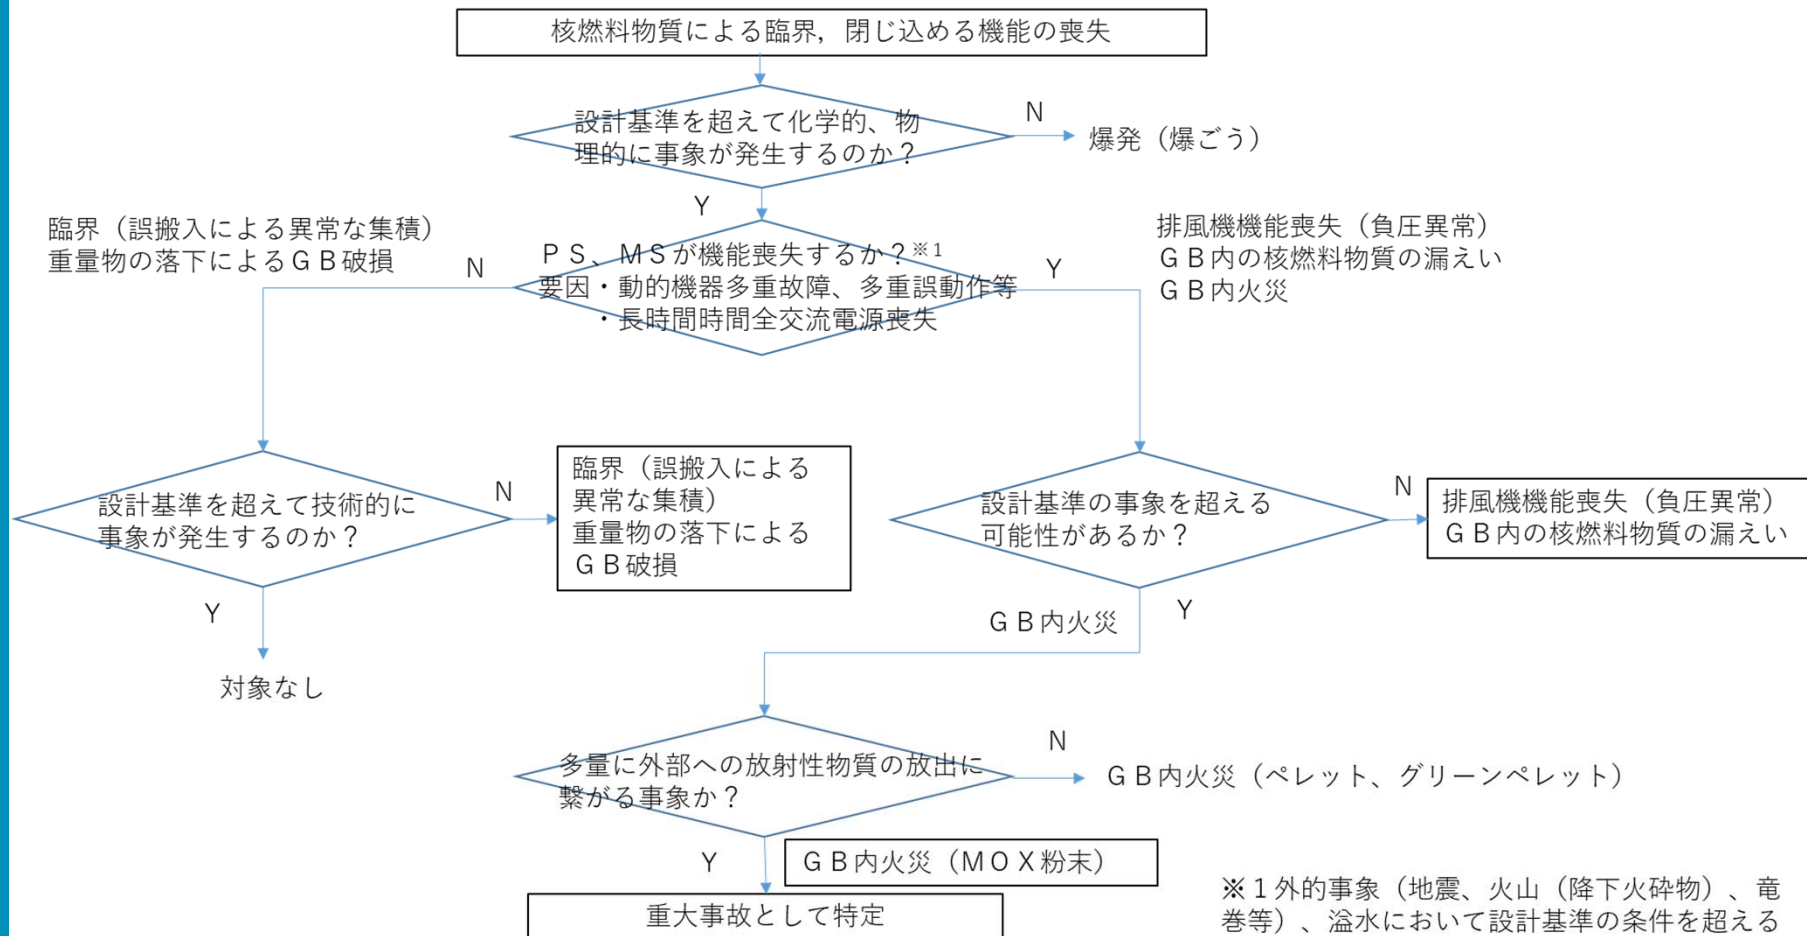 核燃料物質による臨界，閉じ込める機能の喪失
設計基準を超えて化学的、物
理的に事象が発生するのか？
N
爆発（爆ごう）
Y
臨界（誤搬入による異常な集積）
重量物の落下によるＧＢ破損
N
ＰＳ、ＭＳが機能喪失するか？※1
要因・動的機器多重故障、多重誤動作等
・長時間時間全交流電源喪失
Y
排風機機能喪失（負圧異常）
ＧＢ内の核燃料物質の漏えい
ＧＢ内火災
設計基準を超えて技術的に
事象が発生するのか？
N
臨界（誤搬入による
異常な集積）
重量物の落下による
ＧＢ破損
Y
対象なし
設計基準の事象を超える
可能性があるか？
N
排風機機能喪失（負圧異常）
ＧＢ内の核燃料物質の漏えい
Y
ＧＢ内火災
多量に外部への放射性物質の放出に
繋がる事象か？
N
ＧＢ内火災（ペレット、グリーンペレット）
Y
ＧＢ内火災（ＭＯＸ粉末）
重大事故として特定
※１外的事象（地震、火山（降下火砕物）、竜
巻等）、溢水において設計基準の条件を超える